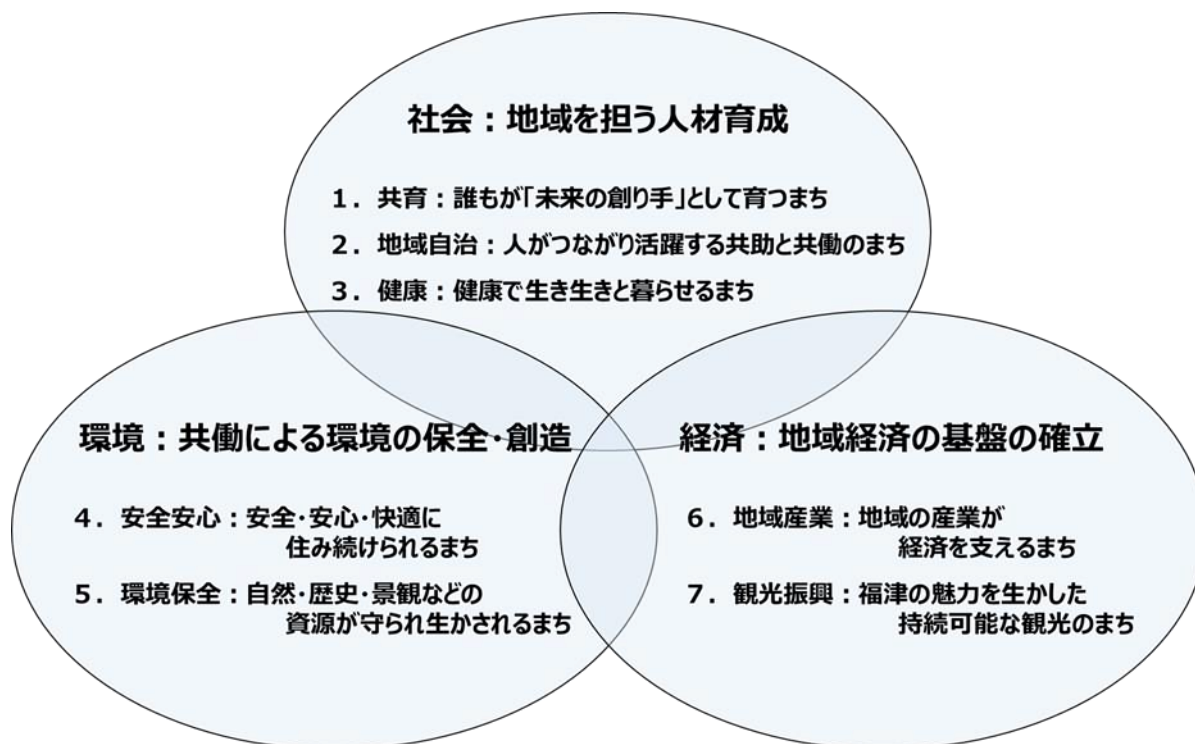 社会：地域を担う人材育成
1．共育：誰もが「未来の創り手」として育つまち
2．地域自治：人がつながり活躍する共助と共働のまち
3．健康：健康で生き生きと暮らせるまち
環境：共働による環境の保全・創造
4．安全安心：安全・安心・快適に
住み続けられるまち
5．環境保全：自然・歴史・景観などの
資源が守られ生かされるまち
経済：地域経済の基盤の確立
6．地域産業：地域の産業が
経済を支えるまち
7．観光振興：福津の魅力を生かした
持続可能な観光のまち